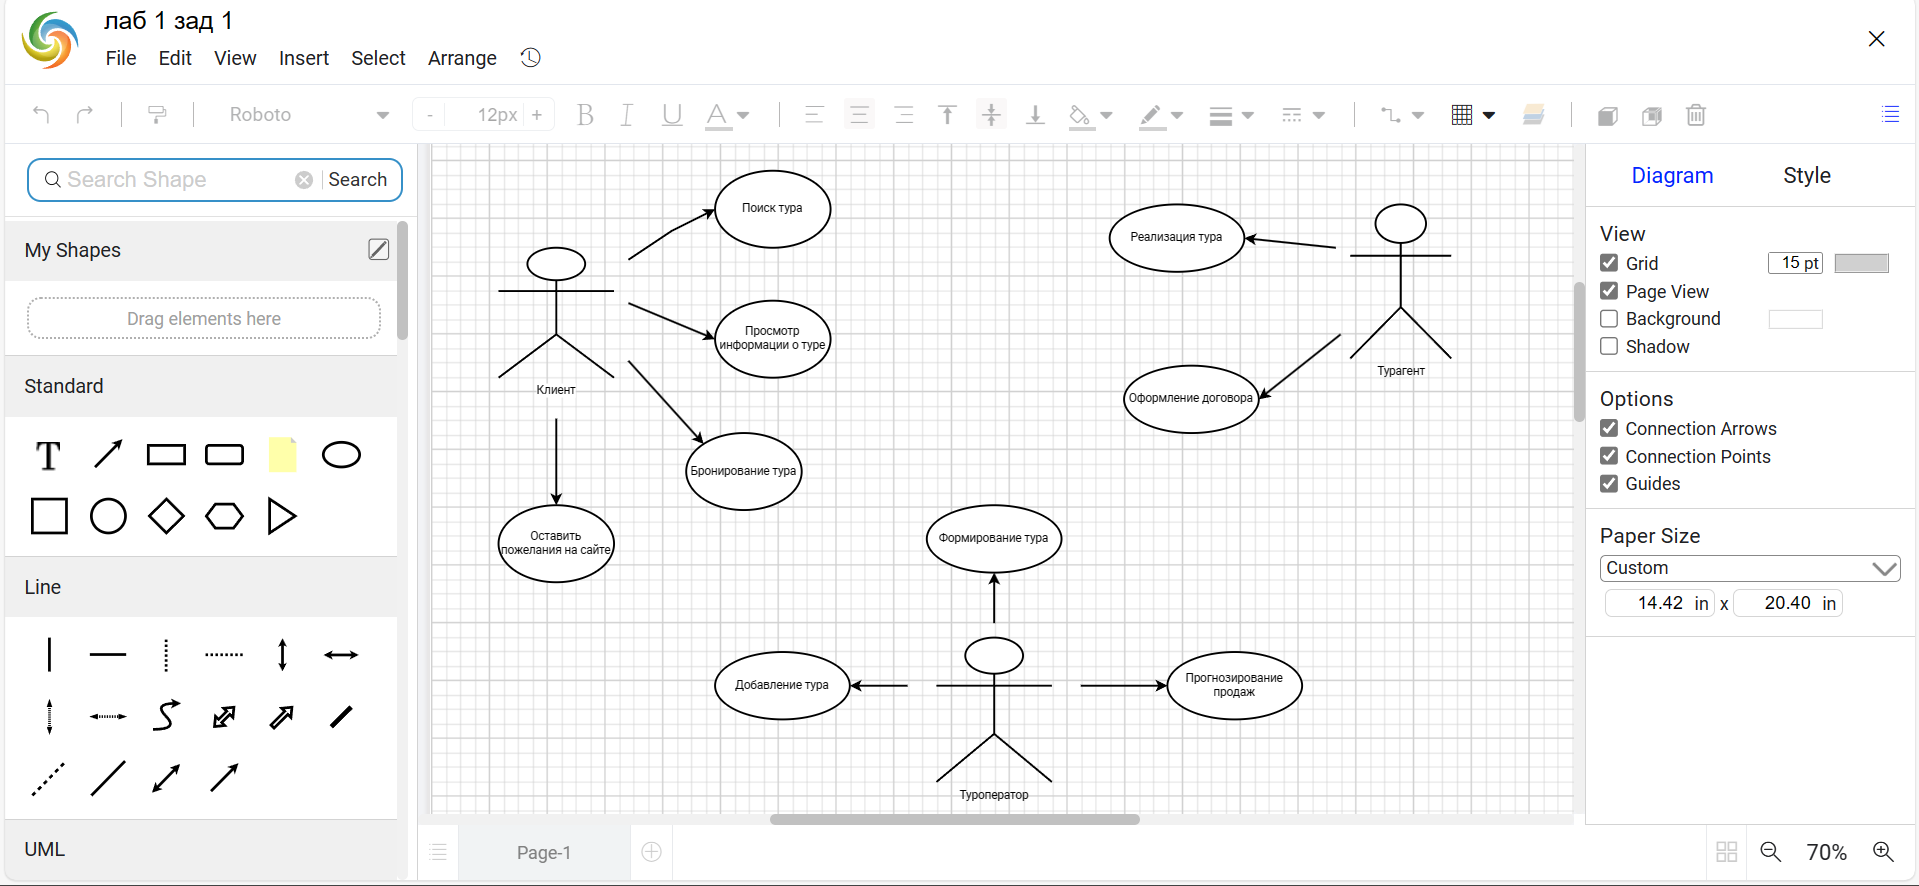 лаб 1 зад 1
File Edit View Insert Select Arrange
Roboto - 12px + B I U A
Search Shape Search
My Shapes
Drag elements here
Standard
T
Line
UML
Поиск тура
Просмотр
информации о туре
Клиент
Бронирование тура
Оставить
пожелания на сайте
Реализация тура
Турагент
Оформление договора
Формирование тура
Добавление тура
Прогнозирование
продаж
Туроператор
Diagram Style
View
Grid 15 pt
Page View
Background
Shadow
Options
Connection Arrows
Connection Points
Guides
Paper Size
Custom
14.42 in x 20.40 in
Page-1
70%